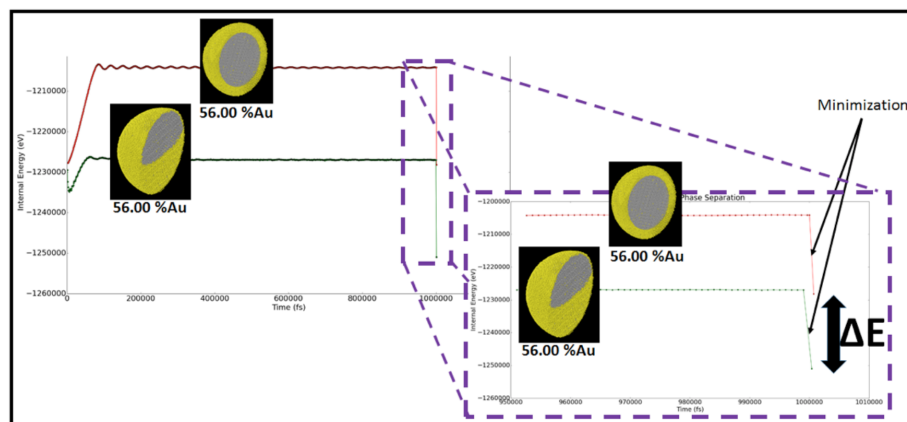 56.00 %Au
56.00 %Au
Internal Energy (eV)
−1210000
−1220000
−1230000
−1240000
−1250000
−1260000
0
200000
400000
600000
800000
1000000
Time (fs)
Minimization
Phase Separation
−1200000
−1210000
−1220000
−1230000
−1240000
−1250000
−1260000
Internal Energy (eV)
56.00 %Au
56.00 %Au
ΔE
950000
960000
970000
980000
990000
1000000
1010000
Time (fs)